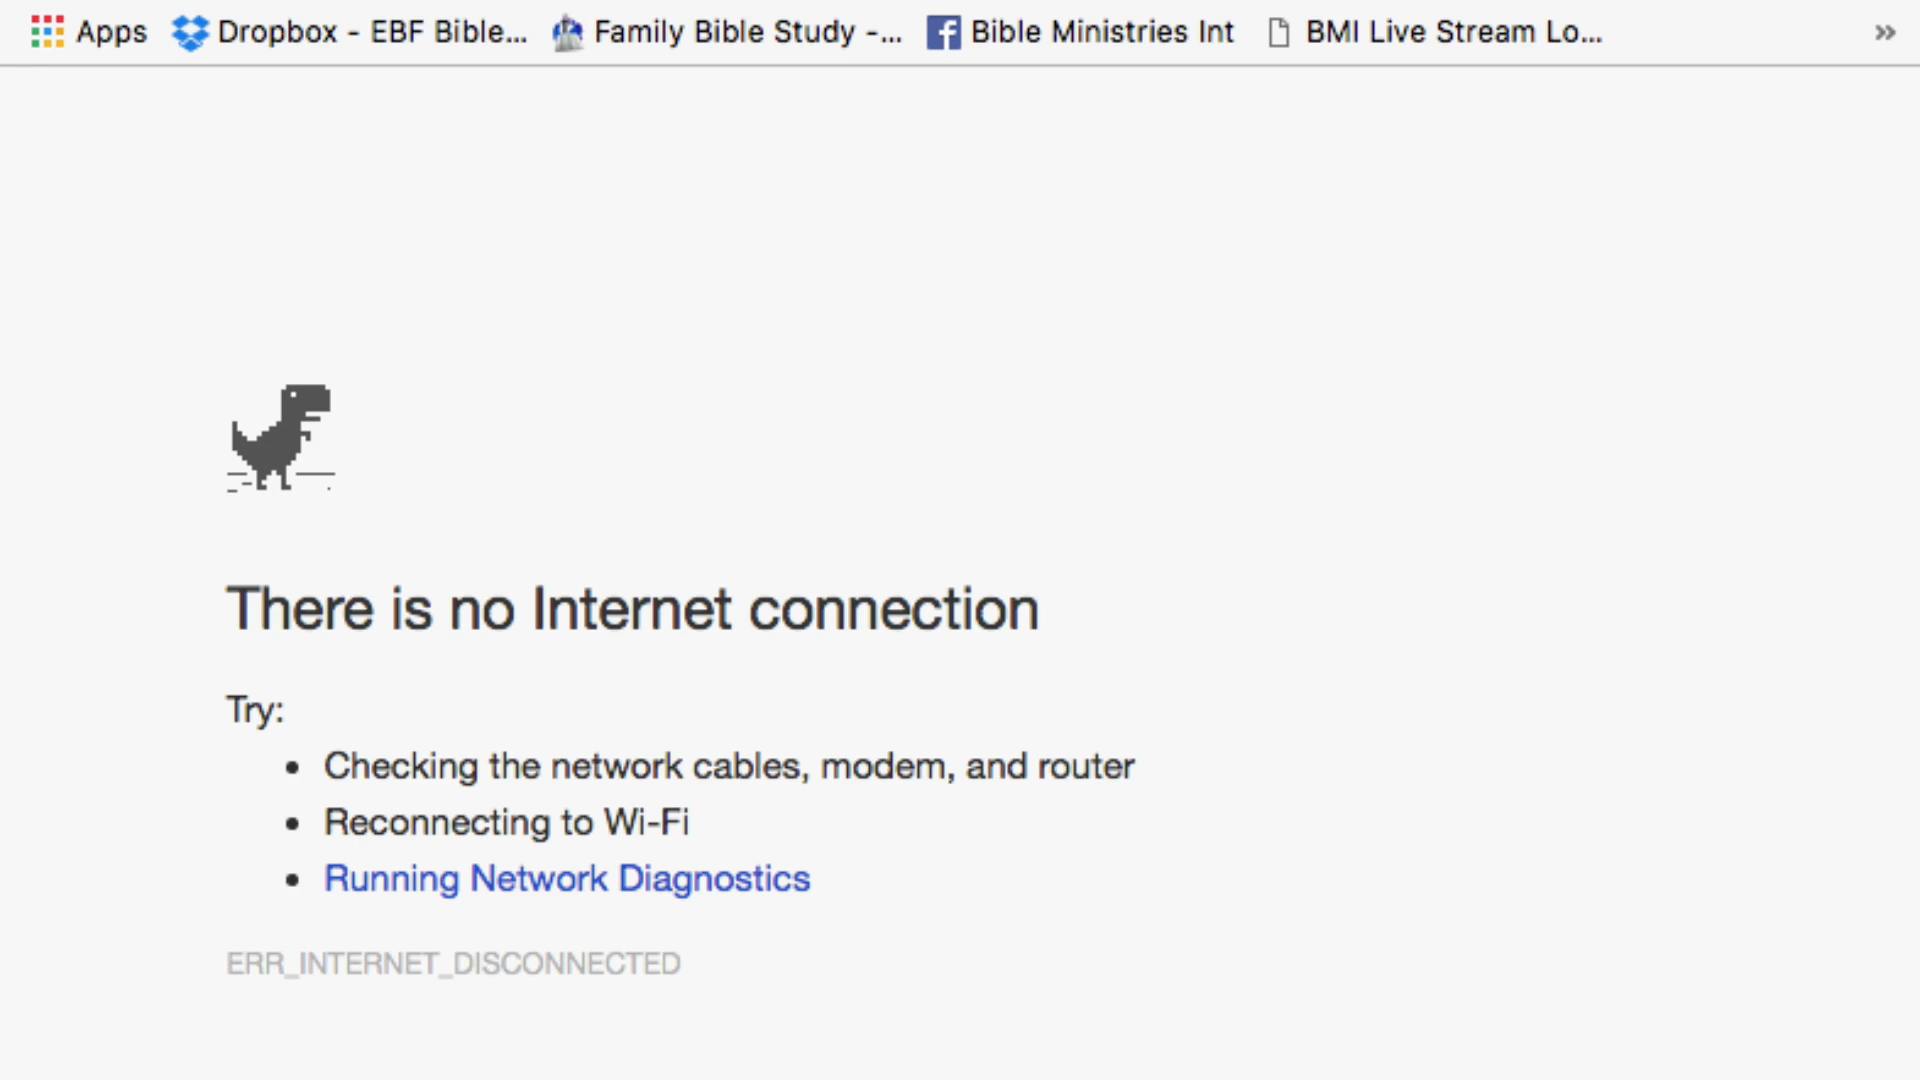 Apps Dropbox - EBF Bible... Family Bible Study -... Bible Ministries Int BMI Live Stream Lo... »
There is no Internet connection
Try:
• Checking the network cables, modem, and router
• Reconnecting to Wi-Fi
• Running Network Diagnostics
ERR_INTERNET_DISCONNECTED